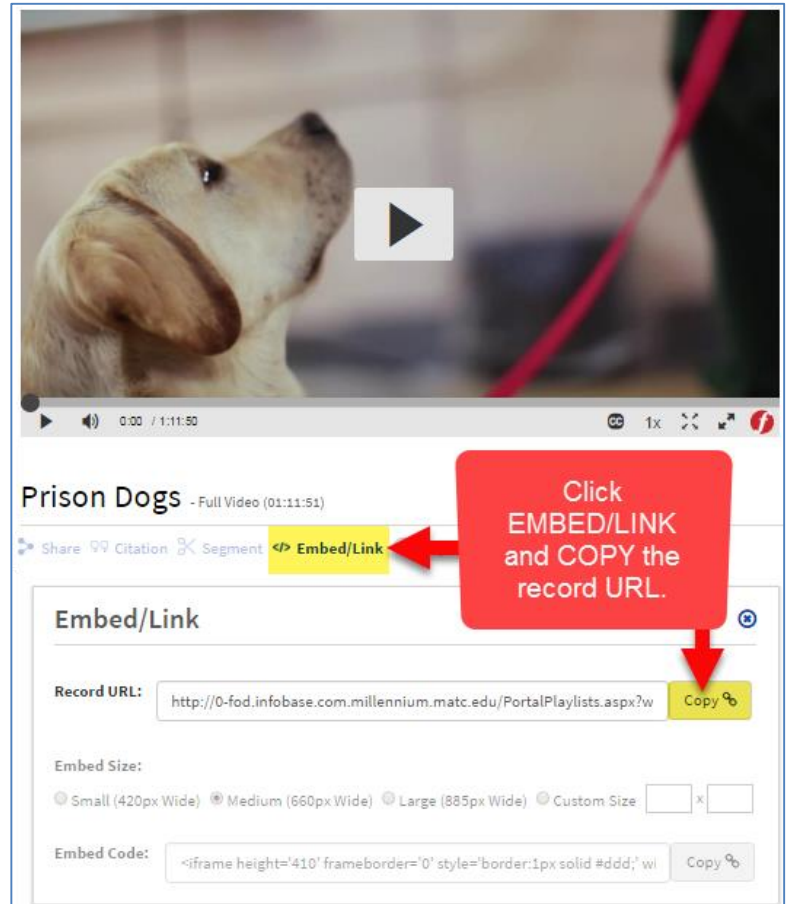 0:00 / 1:11:50
CC 1x
Prison Dogs - Full Video (01:11:51)
Share Citation Segment </> Embed/Link
Click
EMBED/LINK
and COPY the
record URL.
Embed/Link
Record URL: http://0-fod.infobase.com.millennium.matc.edu/PortalPlaylists.aspx?w Copy
Embed Size:
Small (420px Wide) Medium (660px Wide) Large (885px Wide) Custom Size x
Embed Code: <iframe height='410' frameborder='0' style='border:1px solid #ddd;' wi Copy